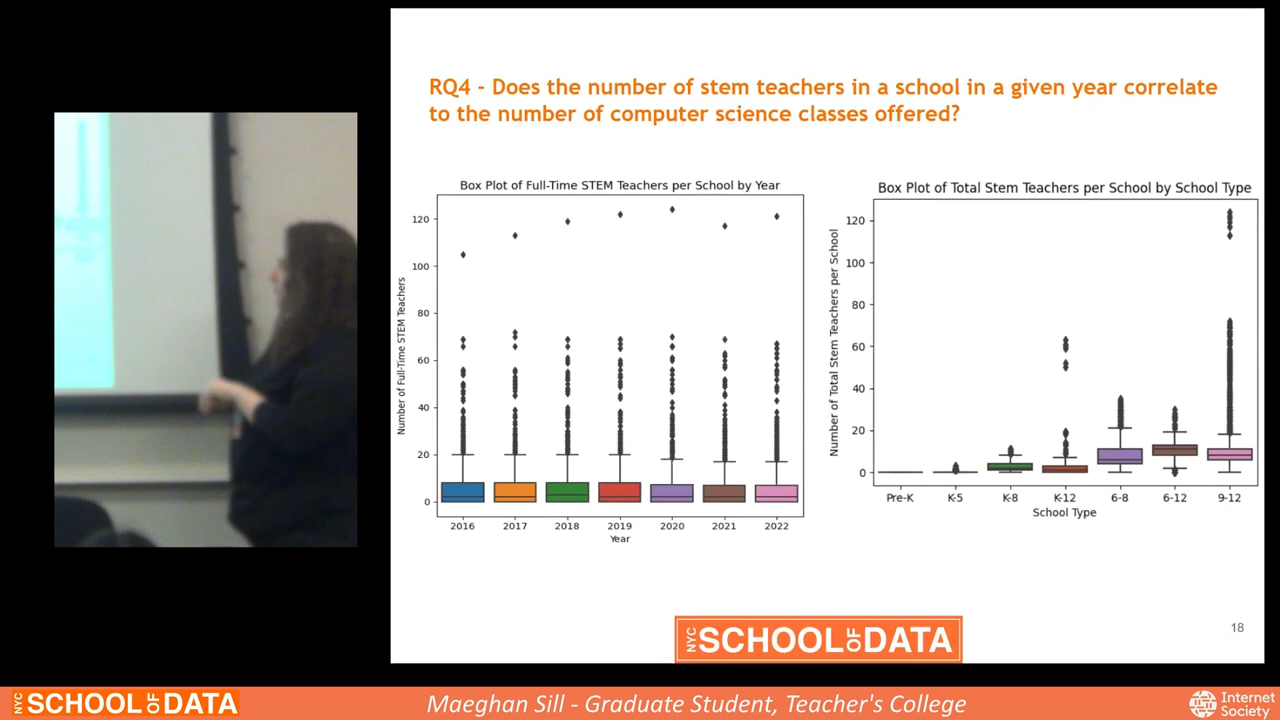 RQ4 - Does the number of stem teachers in a school in a given year correlate
to the number of computer science classes offered?
Box Plot of Full-Time STEM Teachers per School by Year
Number of Full-Time STEM Teachers
120
100
80
60
40
20
0
2016 2017 2018 2019 2020 2021 2022
Year
Box Plot of Total Stem Teachers per School by School Type
Number of Total Stem Teachers per School
120
100
80
60
40
20
0
Pre-K K-5 K-8 K-12 6-8 6-12 9-12
School Type
NYC SCHOOL OF DATA
18
NYC SCHOOL OF DATA
Maeghan Sill - Graduate Student, Teacher's College
Internet
Society